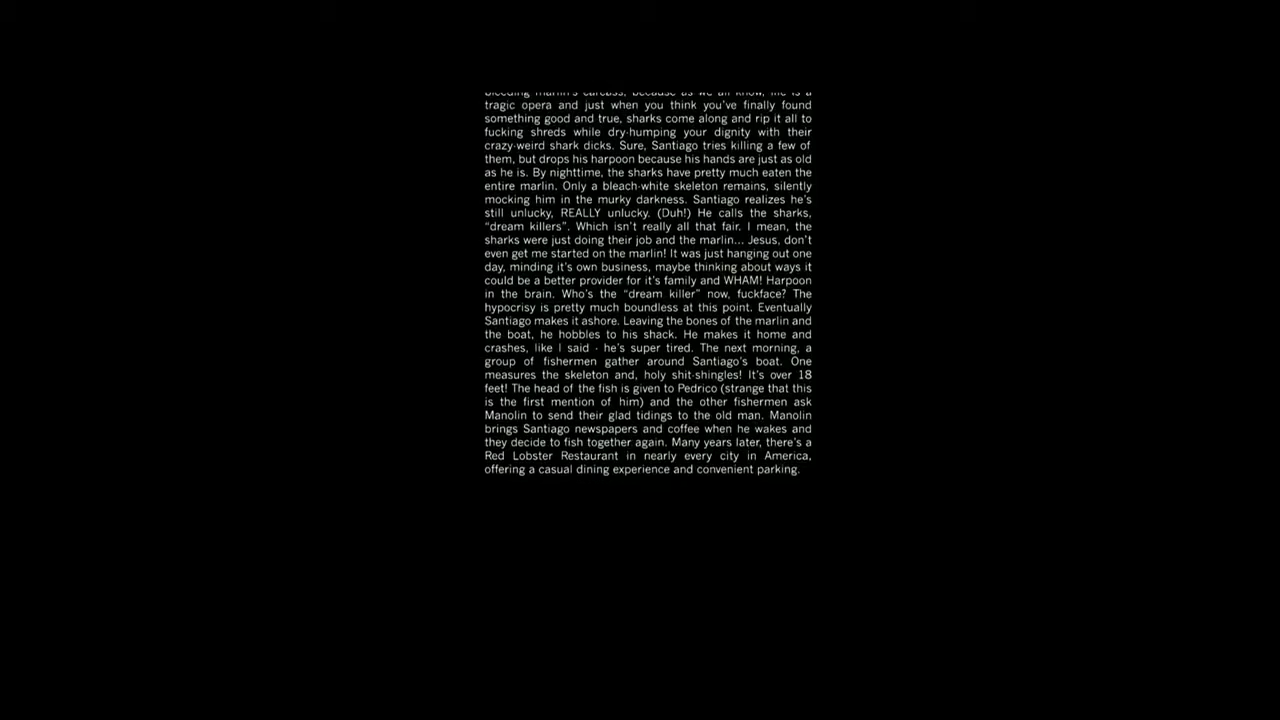 bleeding marlin's carcass, because as we all know, life is a
tragic opera and just when you think you've finally found
something good and true, sharks come along and rip it all to
fucking shreds while dry-humping your dignity with their
crazy-weird shark dicks. Sure, Santiago tries killing a few of
them, but drops his harpoon because his hands are just as old
as he is. By nighttime, the sharks have pretty much eaten the
entire marlin. Only a bleach-white skeleton remains, silently
mocking him in the murky darkness. Santiago realizes he's
still unlucky, REALLY unlucky. (Duh!) He calls the sharks,
“dream killers”. Which isn't really all that fair. I mean, the
sharks were just doing their job and the marlin... Jesus, don't
even get me started on the marlin! It was just hanging out one
day, minding it's own business, maybe thinking about ways it
could be a better provider for it's family and WHAM! Harpoon
in the brain. Who's the “dream killer” now, fuckface? The
hypocrisy is pretty much boundless at this point. Eventually
Santiago makes it ashore. Leaving the bones of the marlin and
the boat, he hobbles to his shack. He makes it home and
crashes, like I said - he's super tired. The next morning, a
group of fishermen gather around Santiago's boat. One
measures the skeleton and, holy shit-shingles! It's over 18
feet! The head of the fish is given to Pedrico (strange that this
is the first mention of him) and the other fishermen ask
Manolin to send their glad tidings to the old man. Manolin
brings Santiago newspapers and coffee when he wakes and
they decide to fish together again. Many years later, there's a
Red Lobster Restaurant in nearly every city in America,
offering a casual dining experience and convenient parking.